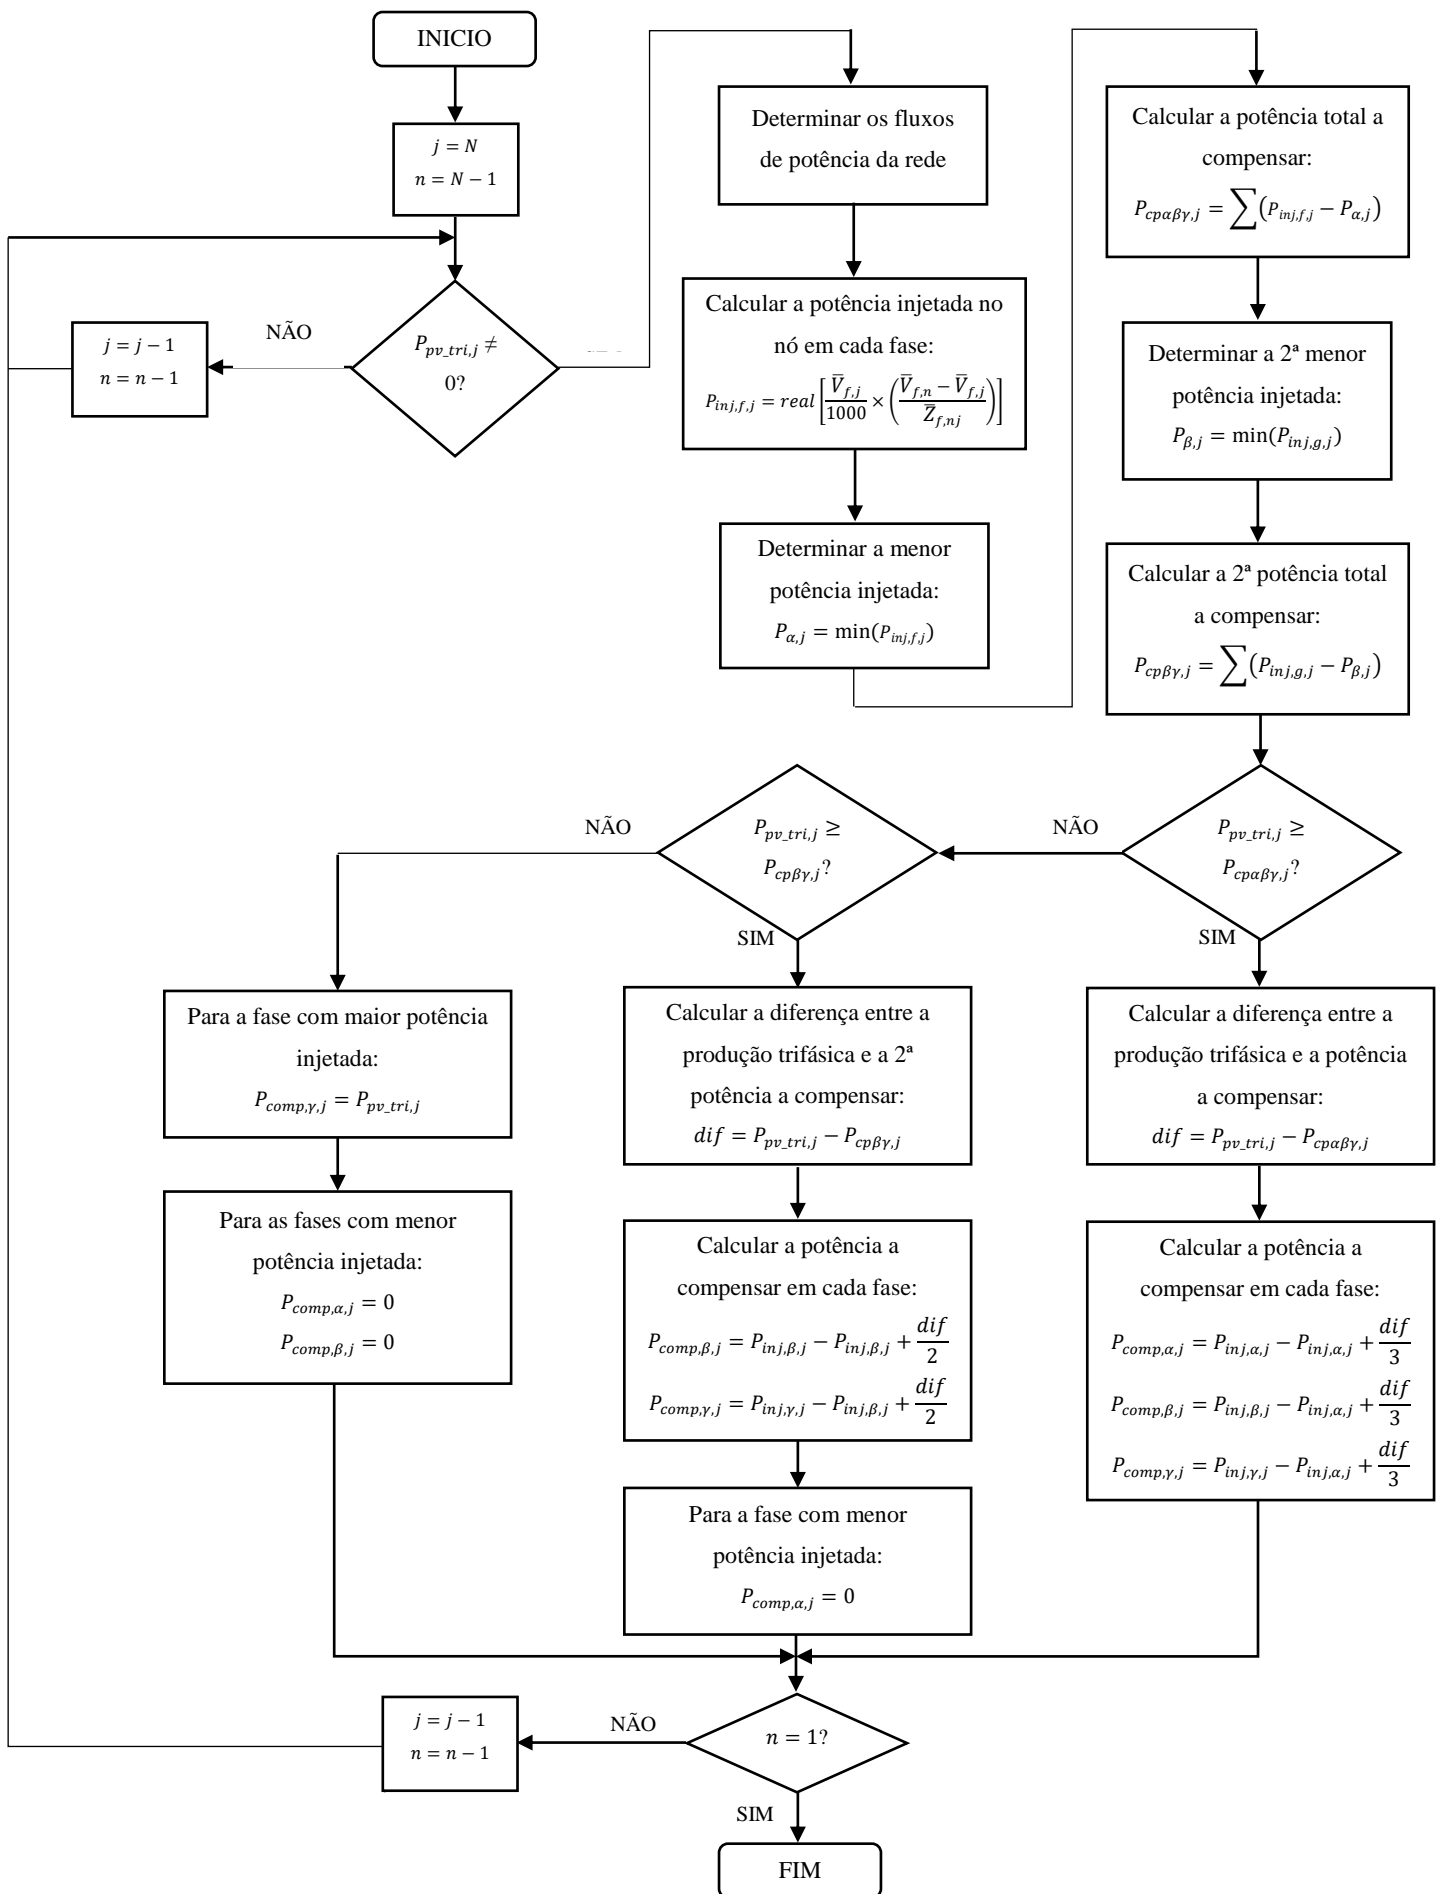 INICIO
j = N
n = N − 1
P_{pv_tri,j} ≠
0?
NÃO
j = j − 1
n = n − 1
Determinar os fluxos
de potência da rede
Calcular a potência injetada no
nó em cada fase:
P_{inj,f,j} = real [ \overline{V}_{f,j} / 1000 × ( (\overline{V}_{f,n} − \overline{V}_{f,j}) / \overline{Z}_{f,nj} ) ]
Determinar a menor
potência injetada:
P_{α,j} = min(P_{inj,f,j})
Calcular a potência total a
compensar:
P_{cpαβγ,j} = ∑(P_{inj,f,j} − P_{α,j})
Determinar a 2ª menor
potência injetada:
P_{β,j} = min(P_{inj,g,j})
Calcular a 2ª potência total
a compensar:
P_{cpβγ,j} = ∑(P_{inj,g,j} − P_{β,j})
P_{pv_tri,j} ≥
P_{cpαβγ,j}?
NÃO
SIM
P_{pv_tri,j} ≥
P_{cpβγ,j}?
NÃO
SIM
Para a fase com maior potência
injetada:
P_{comp,γ,j} = P_{pv_tri,j}
Para as fases com menor
potência injetada:
P_{comp,α,j} = 0
P_{comp,β,j} = 0
Calcular a diferença entre a
produção trifásica e a 2ª
potência a compensar:
dif = P_{pv_tri,j} − P_{cpβγ,j}
Calcular a potência a
compensar em cada fase:
P_{comp,β,j} = P_{inj,β,j} − P_{inj,β,j} + dif/2
P_{comp,γ,j} = P_{inj,γ,j} − P_{inj,β,j} + dif/2
Para a fase com menor
potência injetada:
P_{comp,α,j} = 0
Calcular a diferença entre a
produção trifásica e a potência
a compensar:
dif = P_{pv_tri,j} − P_{cpαβγ,j}
Calcular a potência a
compensar em cada fase:
P_{comp,α,j} = P_{inj,α,j} − P_{inj,α,j} + dif/3
P_{comp,β,j} = P_{inj,β,j} − P_{inj,α,j} + dif/3
P_{comp,γ,j} = P_{inj,γ,j} − P_{inj,α,j} + dif/3
n = 1?
NÃO
j = j − 1
n = n − 1
SIM
FIM